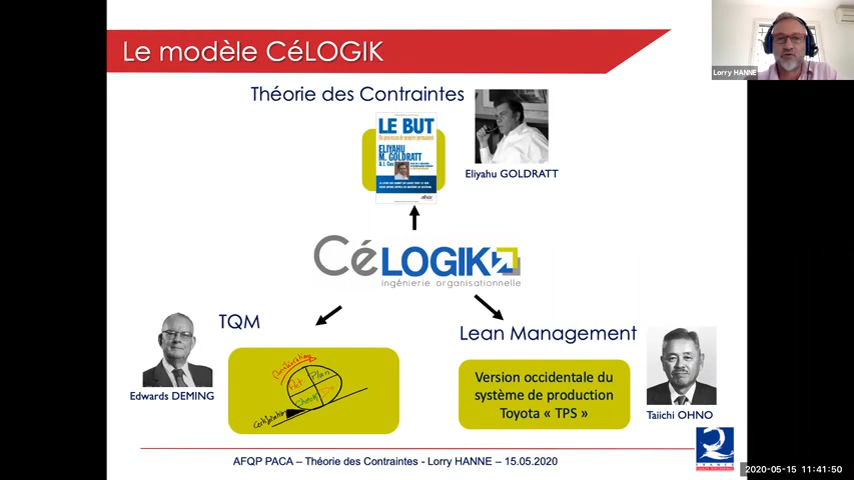 Le modèle CéLOGIK
Lorry HANNE
Théorie des Contraintes
LE BUT
ELIYAHU
M. GOLDRATT
Eliyahu GOLDRATT
CéLOGIK
ingénierie organisationnelle
TQM
Lean Management
Edwards DEMING
Act
Plan
Check
Version occidentale du
système de production
Toyota « TPS »
Taiichi OHNO
AFQP PACA – Théorie des Contraintes - Lorry HANNE – 15.05.2020
FRANCE
2020-05-15 11:41:50